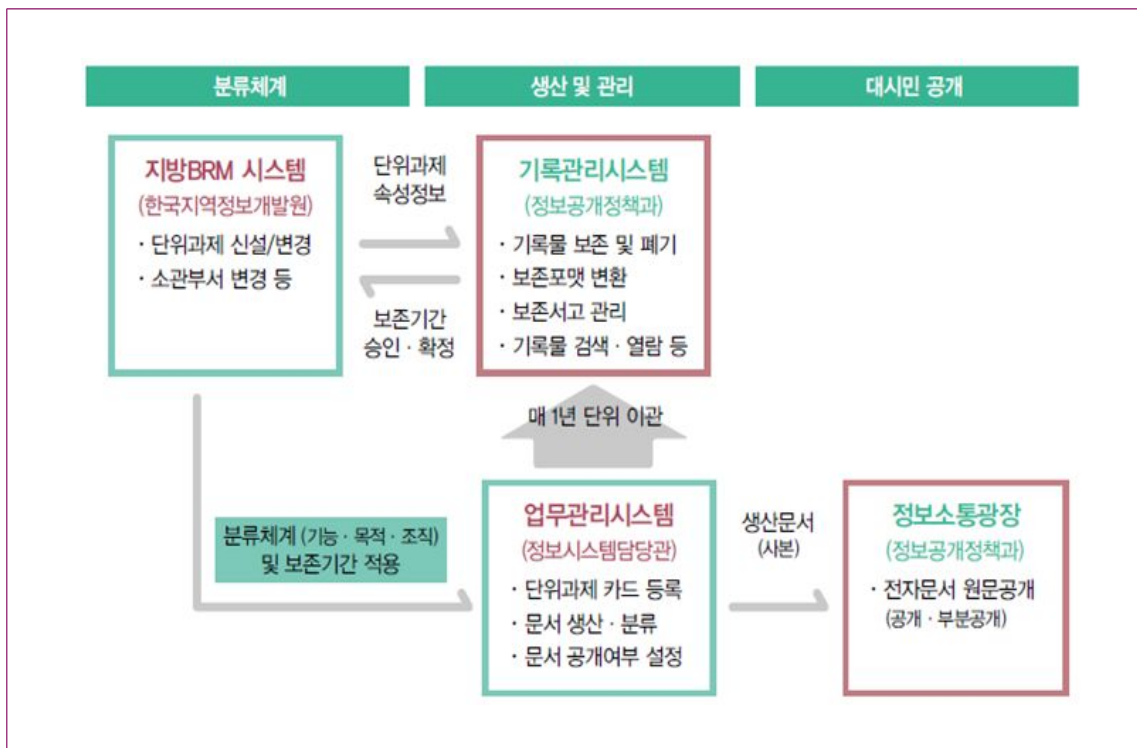 분류체계
생산 및 관리
대시민 공개
지방BRM 시스템
(한국지역정보개발원)
· 단위과제 신설/변경
· 소관부서 변경 등
단위과제
속성정보
보존기간
승인 · 확정
기록관리시스템
(정보공개정책과)
· 기록물 보존 및 폐기
· 보존포맷 변환
· 보존서고 관리
· 기록물 검색 · 열람 등
매 1년 단위 이관
분류체계 (기능 · 목적 · 조직)
및 보존기간 적용
업무관리시스템
(정보시스템담당관)
· 단위과제 카드 등록
· 문서 생산 · 분류
· 문서 공개여부 설정
생산문서
(사본)
정보소통광장
(정보공개정책과)
· 전자문서 원문공개
(공개 · 부분공개)